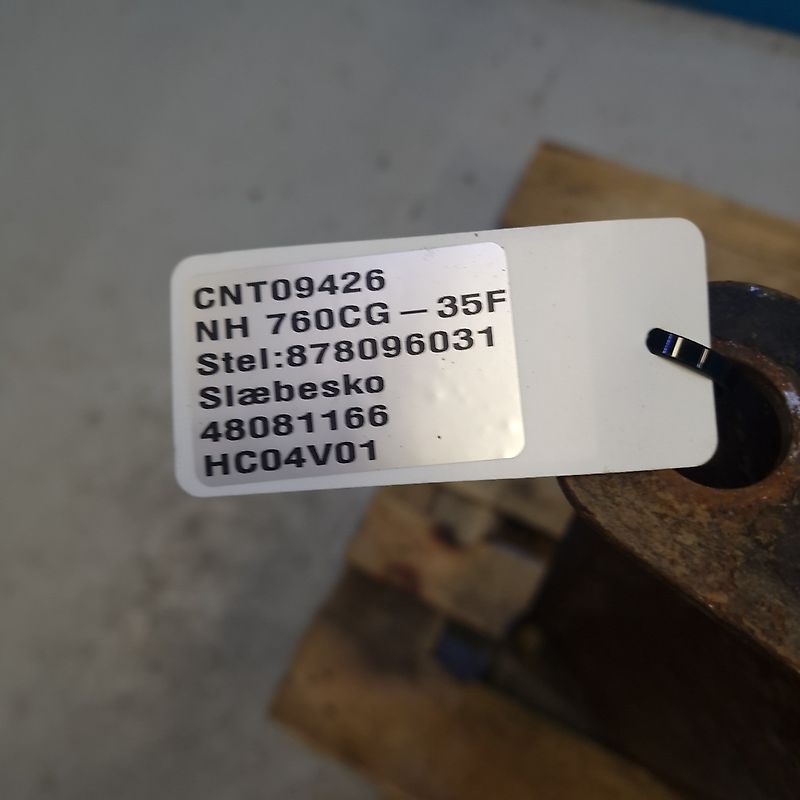 CNT09426
NH 760CG – 35F
Stel:878096031
Slæbesko
48081166
HC04V01